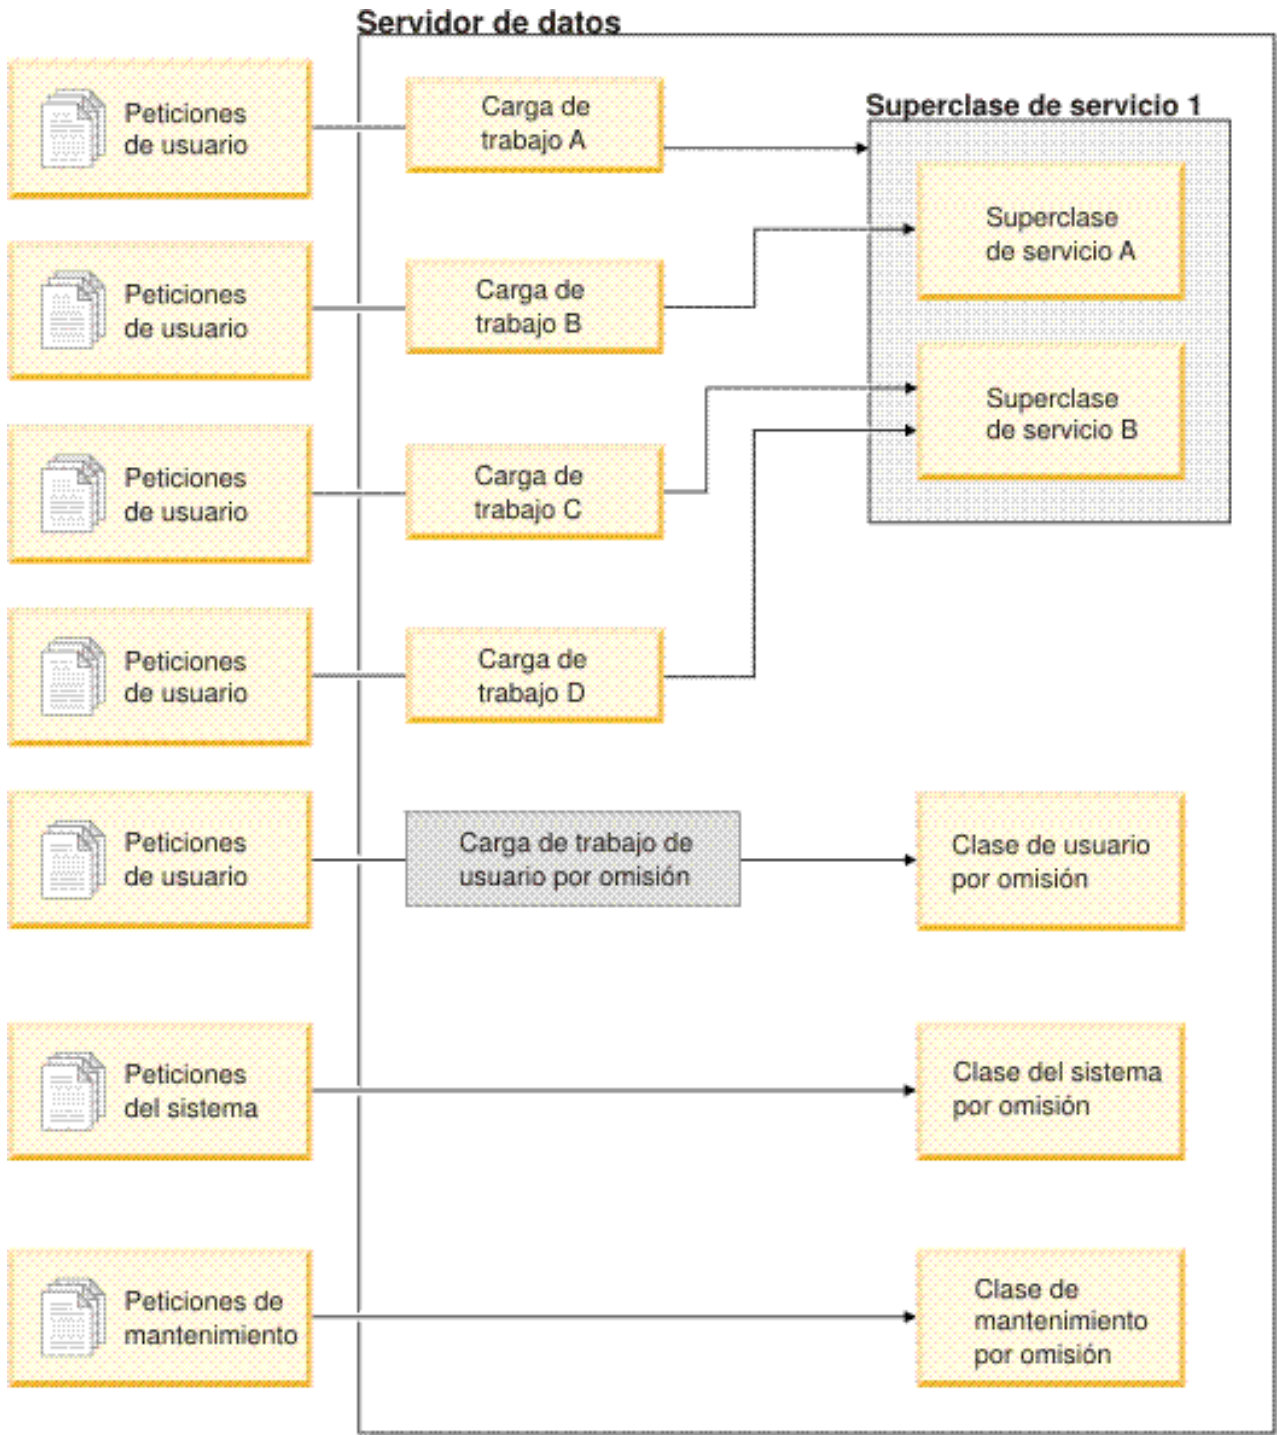 Servidor de datos
Peticiones
de usuario
Carga de
trabajo A
Superclase de servicio 1
Superclase
de servicio A
Peticiones
de usuario
Carga de
trabajo B
Superclase
de servicio B
Peticiones
de usuario
Carga de
trabajo C
Peticiones
de usuario
Carga de
trabajo D
Peticiones
de usuario
Carga de trabajo de
usuario por omisión
Clase de usuario
por omisión
Peticiones
del sistema
Clase del sistema
por omisión
Peticiones de
mantenimiento
Clase de
mantenimiento
por omisión